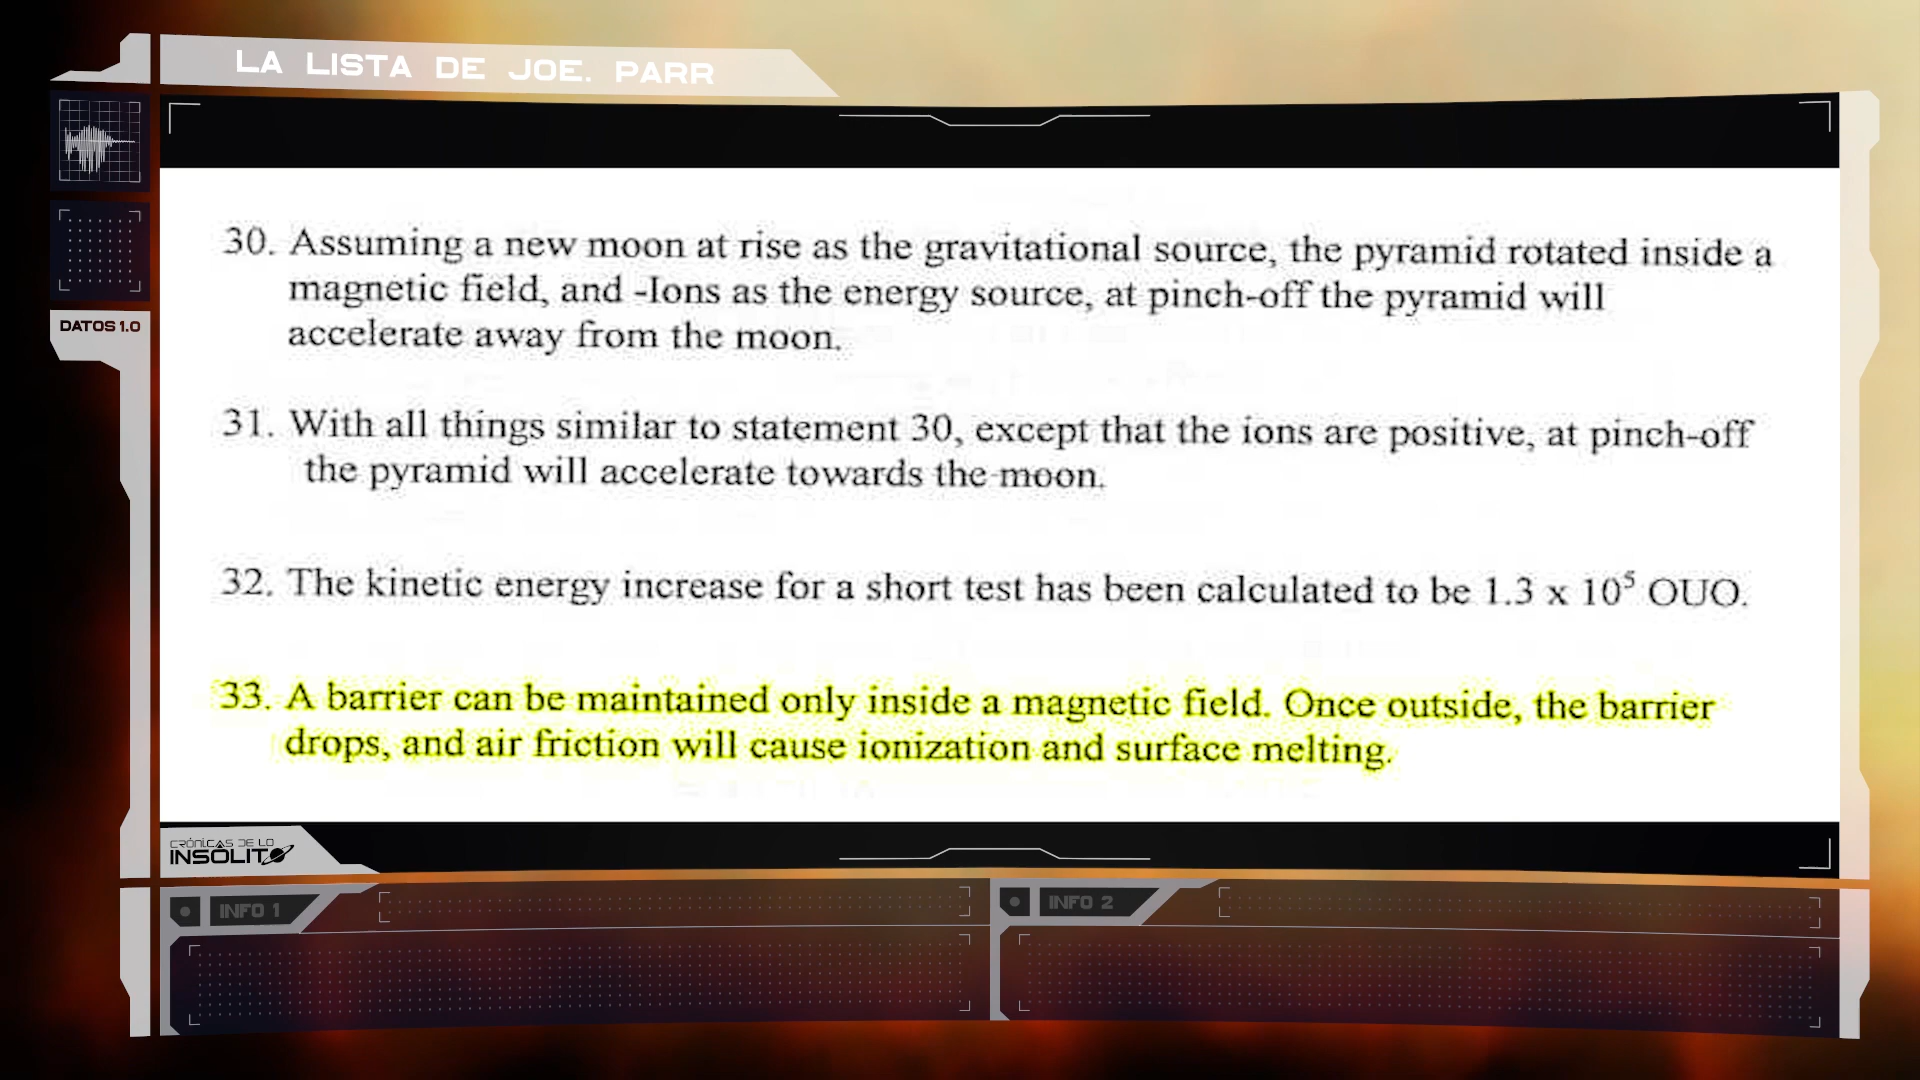 LA LISTA DE JOE. PARR
DATOS 1.0
30. Assuming a new moon at rise as the gravitational source, the pyramid rotated inside a
magnetic field, and -Ions as the energy source, at pinch-off the pyramid will
accelerate away from the moon.
31. With all things similar to statement 30, except that the ions are positive, at pinch-off
the pyramid will accelerate towards the moon.
32. The kinetic energy increase for a short test has been calculated to be 1.3 x 10⁵ OUO.
33. A barrier can be maintained only inside a magnetic field. Once outside, the barrier
drops, and air friction will cause ionization and surface melting.
CRÓNICAS DE LO
INSÓLITO
INFO 1
INFO 2